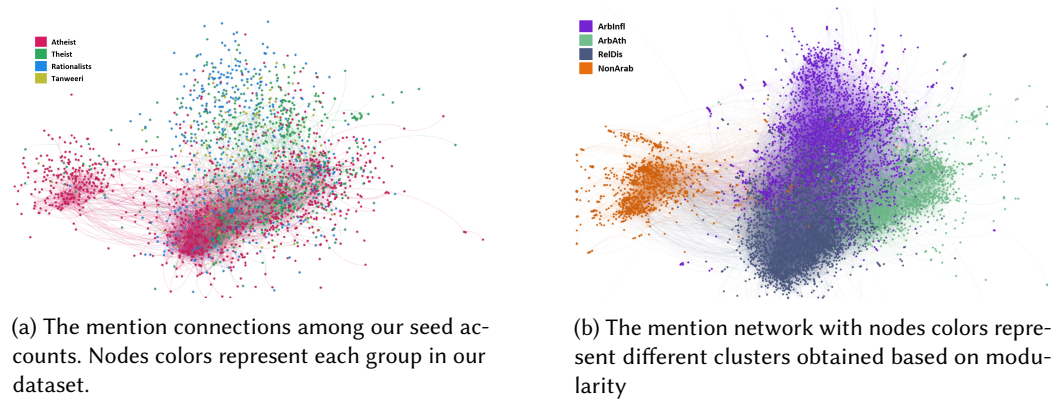 Atheist
Theist
Rationalists
Tanweeri
ArbInfl
ArbAth
RelDis
NonArab
(a) The mention connections among our seed ac-
counts. Nodes colors represent each group in our
dataset.
(b) The mention network with nodes colors repre-
sent different clusters obtained based on modu-
larity